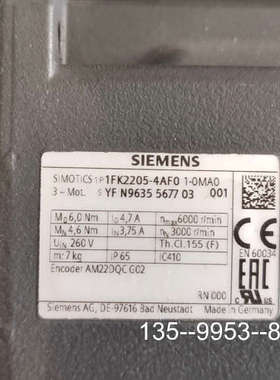 SIEMENS
SIMOTICS 1P 1FK2205-4AF0 1-0MA0
3~ Mot. S YF N9635 5677 03 001
M0 6,0 Nm I0 4,7 A nmax 6000 r/min
MN 4,6 Nm IN 3,75 A nN 3000 r/min
UIN 260 V Th.Cl.155 (F)
m: 7 kg IP 65 IC410
Encoder AM22DQC G02
EN 60034
RN 000
Siemens AG, DE-97616 Bad Neustadt Made in Germany
135--9953--8